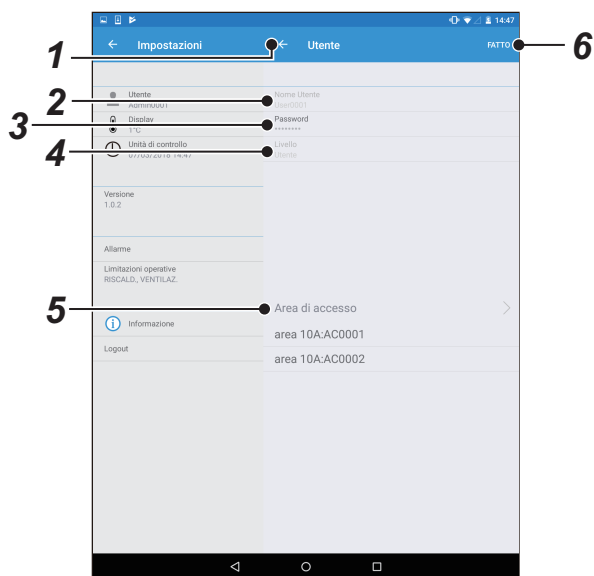 14:47
Impostazioni
Utente
FATTO
1
6
Utente
Admin0001
Nome Utente
User0001
2
Display
1°C
Password
********
3
Unità di controllo
07/03/2018 14:47
Livello
Utente
4
Versione
1.0.2
Allarme
Limitazioni operative
RISCALD., VENTILAZ.
Area di accesso
5
Informazione
area 10A:AC0001
Logout
area 10A:AC0002